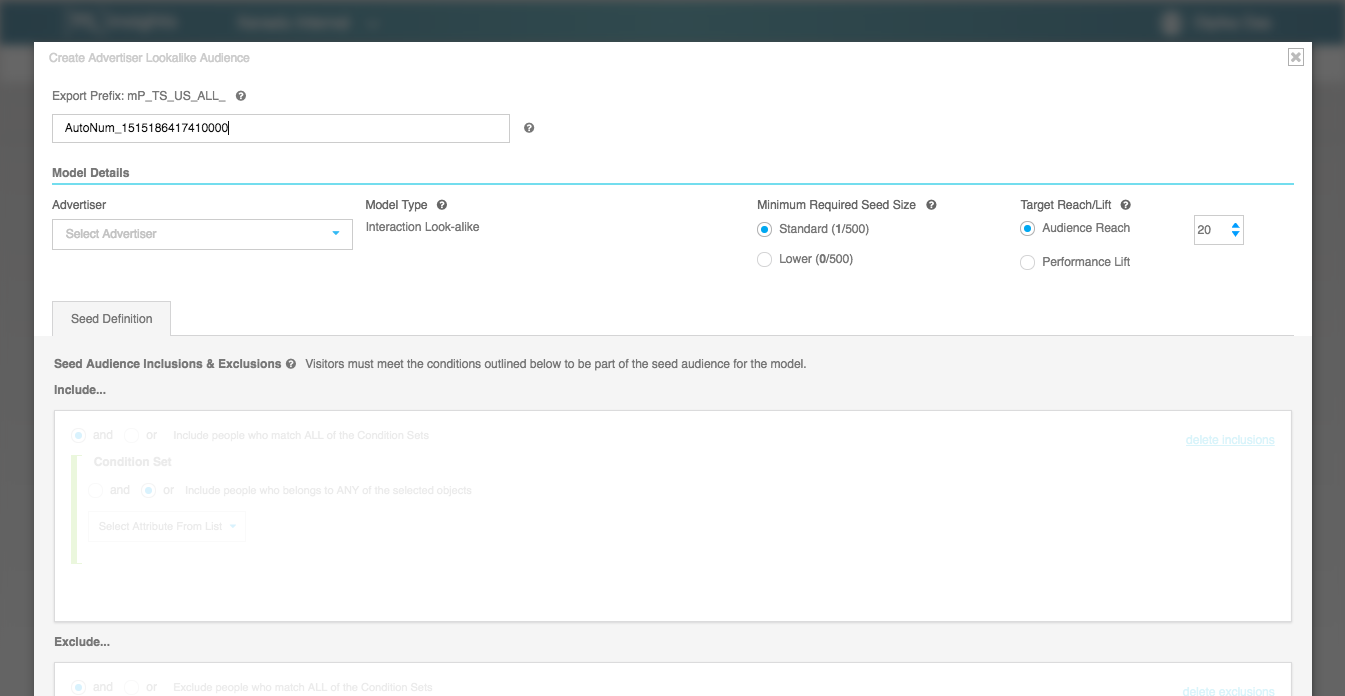 Create Advertiser Lookalike Audience
Export Prefix: mP_TS_US_ALL_
AutoNum_1515186417410000
Model Details
Advertiser
Select Advertiser
Model Type
Interaction Look-alike
Minimum Required Seed Size
Standard (1/500)
Lower (0/500)
Target Reach/Lift
Audience Reach
20
Performance Lift
Seed Definition
Seed Audience Inclusions & Exclusions Visitors must meet the conditions outlined below to be part of the seed audience for the model.
Include...
and or Include people who match ALL of the Condition Sets
delete inclusions
Condition Set
and or Include people who belongs to ANY of the selected objects
Select Attribute From List
Exclude...
and or Exclude people who match ALL of the Condition Sets
delete exclusions